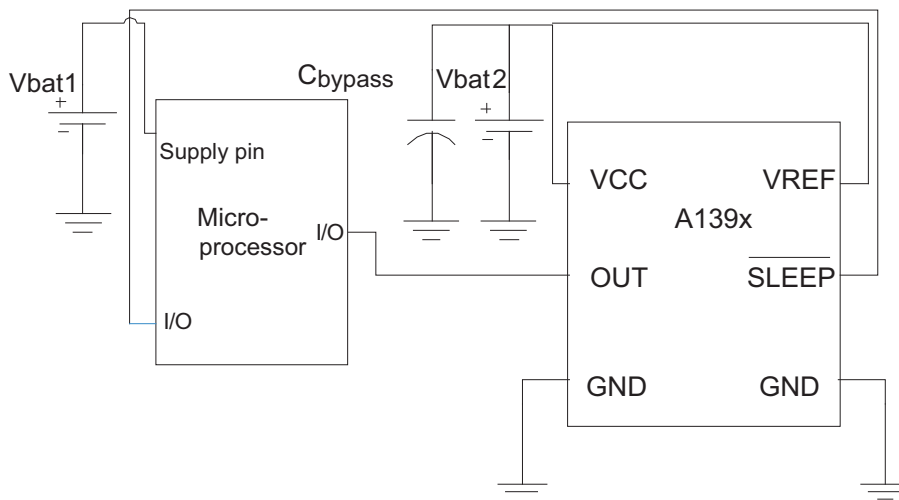 Vbat1
+
-
Cbypass
Vbat2
+
-
Supply pin
Micro-
processor
I/O
I/O
A139x
VCC
VREF
OUT
SLEEP
GND
GND